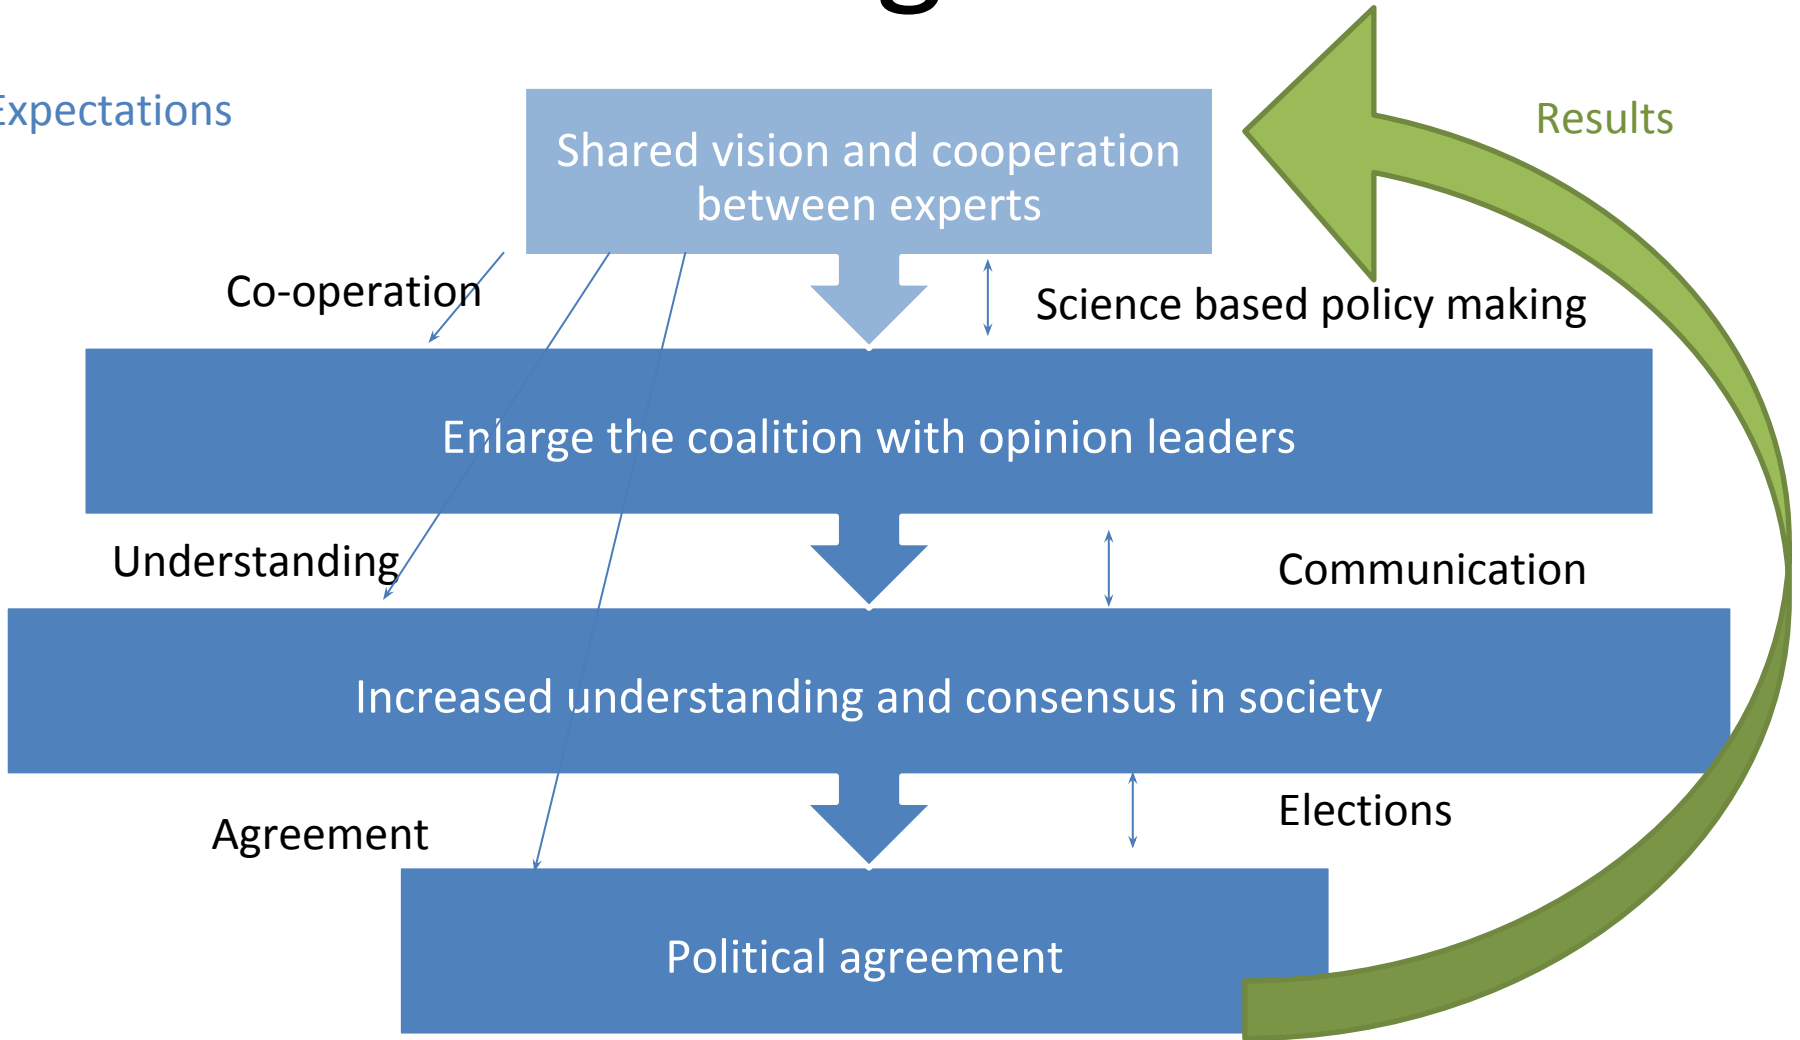 Expectations
Results
Shared vision and cooperation
between experts
Co-operation
Science based policy making
Enlarge the coalition with opinion leaders
Understanding
Communication
Increased understanding and consensus in society
Elections
Agreement
Political agreement